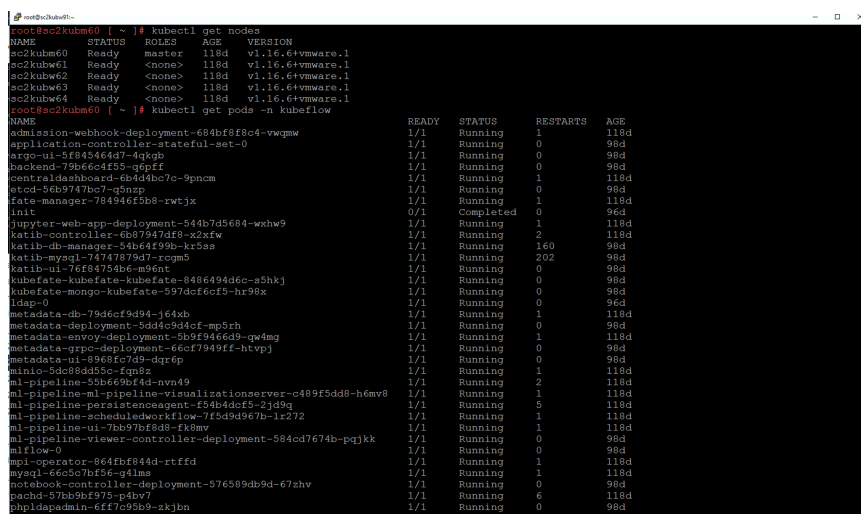 root@sc2kubw91:~
root@sc2kubm60 [ ~ ]# kubectl get nodes
NAME STATUS ROLES AGE VERSION
sc2kubm60 Ready master 118d v1.16.6+vmware.1
sc2kubw61 Ready <none> 118d v1.16.6+vmware.1
sc2kubw62 Ready <none> 118d v1.16.6+vmware.1
sc2kubw63 Ready <none> 118d v1.16.6+vmware.1
sc2kubw64 Ready <none> 118d v1.16.6+vmware.1
root@sc2kubm60 [ ~ ]# kubectl get pods -n kubeflow
NAME READY STATUS RESTARTS AGE
admission-webhook-deployment-684bf8f8c4-vwqmw 1/1 Running 1 118d
application-controller-stateful-set-0 1/1 Running 0 98d
argo-ui-5f845464d7-4qkgb 1/1 Running 0 98d
backend-79b66c4f55-q6pff 1/1 Running 0 98d
centraldashboard-6b4d4bc7c-9pncm 1/1 Running 1 118d
etcd-56b9747bc7-q5nzp 1/1 Running 0 98d
fate-manager-784946f5b8-rwtjx 1/1 Running 1 118d
init 0/1 Completed 0 96d
jupyter-web-app-deployment-544b7d5684-wxhw9 1/1 Running 1 118d
katib-controller-6b87947df8-x2xfw 1/1 Running 2 118d
katib-db-manager-54b64f99b-kr5ss 1/1 Running 160 98d
katib-mysql-74747879d7-rcgm5 1/1 Running 202 98d
katib-ui-76f84754b6-m96nt 1/1 Running 0 98d
kubefate-kubefate-kubefate-8486494d6c-s5hkj 1/1 Running 0 98d
kubefate-mongo-kubefate-597dcf6cf5-hr98x 1/1 Running 0 98d
ldap-0 1/1 Running 0 96d
metadata-db-79d6cf9d94-j64xb 1/1 Running 1 118d
metadata-deployment-5dd4c9d4cf-mp5rh 1/1 Running 0 98d
metadata-envoy-deployment-5b9f9466d9-qw4mg 1/1 Running 1 118d
metadata-grpc-deployment-66cf7949ff-htvpj 1/1 Running 0 98d
metadata-ui-8968fc7d9-dqr6p 1/1 Running 0 98d
minio-5dc88dd55c-fqn8z 1/1 Running 1 118d
ml-pipeline-55b669bf4d-nvn49 1/1 Running 2 118d
ml-pipeline-ml-pipeline-visualizationserver-c489f5dd8-h6mv8 1/1 Running 1 118d
ml-pipeline-persistenceagent-f54b4dcf5-2jd9q 1/1 Running 5 118d
ml-pipeline-scheduledworkflow-7f5d9d967b-lr272 1/1 Running 1 118d
ml-pipeline-ui-7bb97bf8d8-fk8mv 1/1 Running 1 118d
ml-pipeline-viewer-controller-deployment-584cd7674b-pqjkk 1/1 Running 0 98d
mlflow-0 1/1 Running 0 98d
mpi-operator-864fbf844d-rtffd 1/1 Running 1 118d
mysql-66c5c7bf56-g4lms 1/1 Running 1 118d
notebook-controller-deployment-576589db9d-67zhv 1/1 Running 0 98d
pachd-57bb9bf975-p4bv7 1/1 Running 6 118d
phpldapadmin-6ff7c95b9-zkjbn 1/1 Running 0 98d